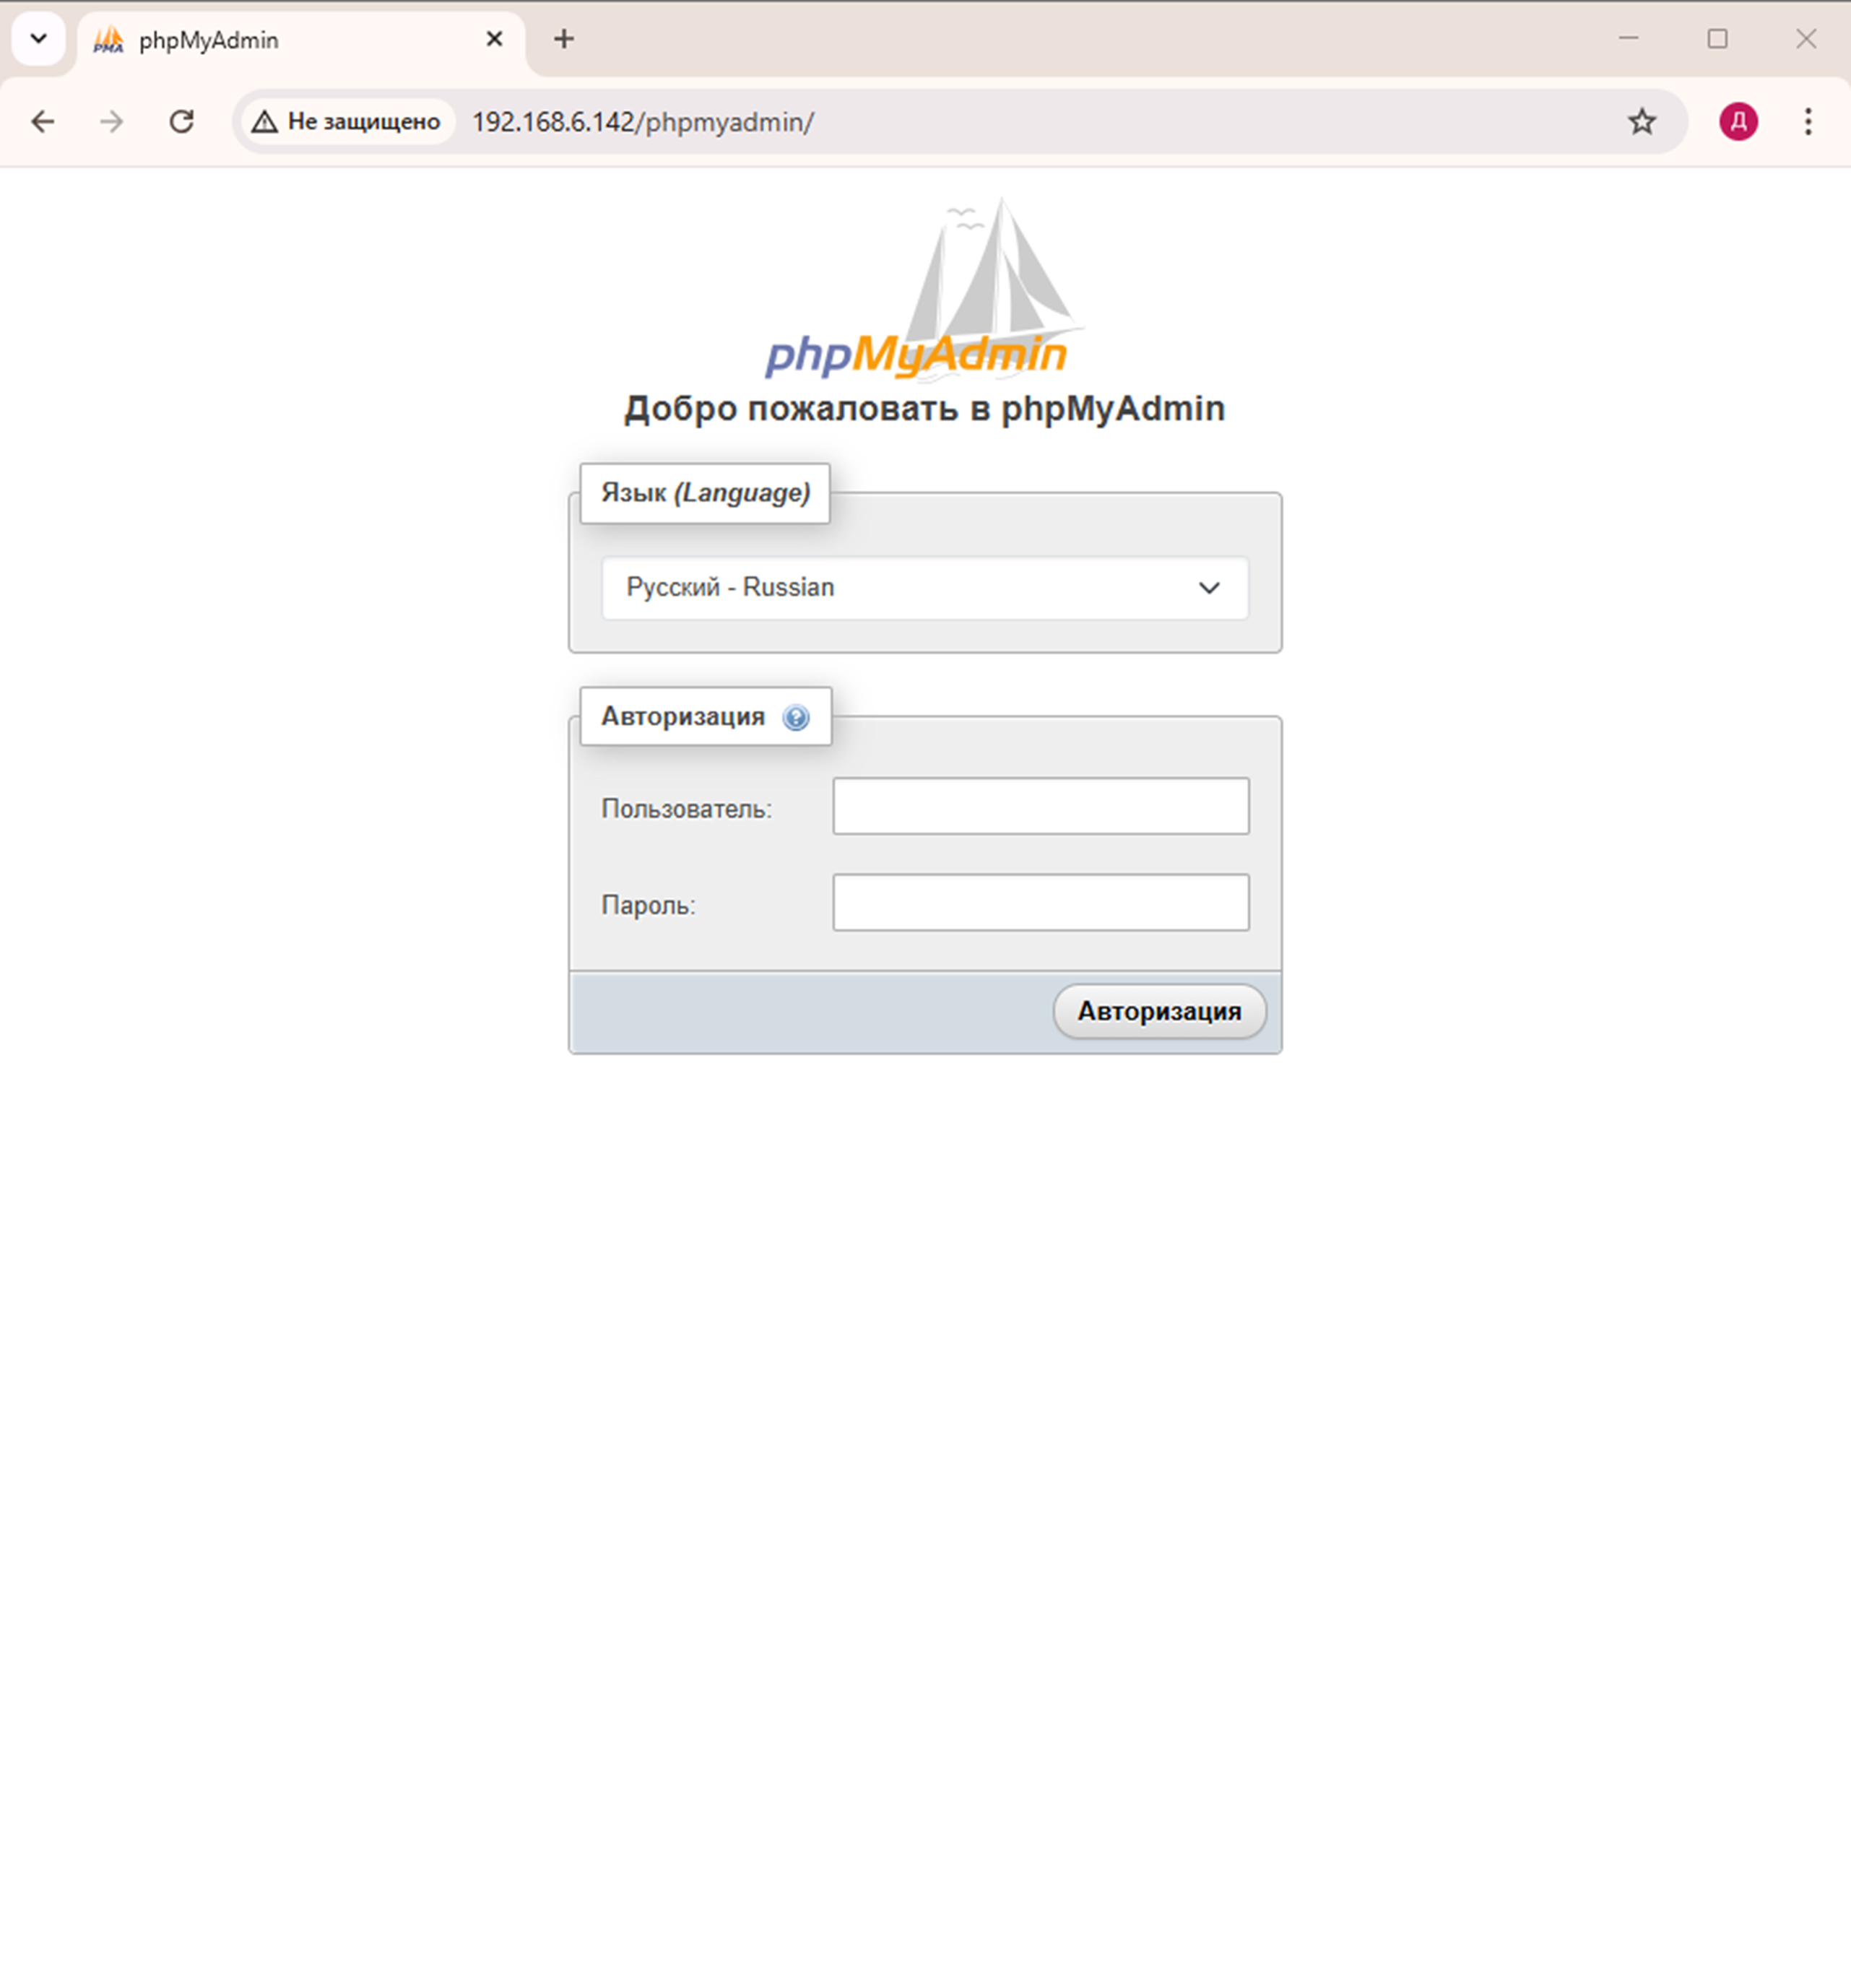 phpMyAdmin
Не защищено 192.168.6.142/phpmyadmin/
Д
phpMyAdmin
Добро пожаловать в phpMyAdmin
Язык (Language)
Русский - Russian
Авторизация
Пользователь:
Пароль:
Авторизация